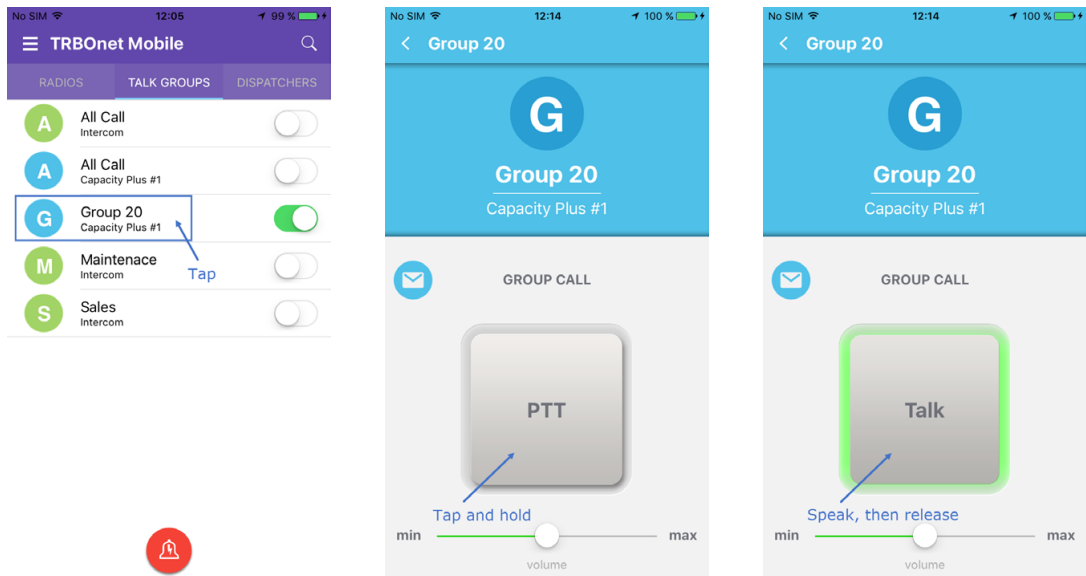 No SIM 12:05 99 %
TRBOnet Mobile
RADIOS TALK GROUPS DISPATCHERS
A All Call
Intercom
A All Call
Capacity Plus #1
G Group 20
Capacity Plus #1
M Maintenace
Intercom
Tap
S Sales
Intercom
No SIM 12:14 100 %
Group 20
G
Group 20
Capacity Plus #1
GROUP CALL
PTT
Tap and hold
min max
volume
No SIM 12:14 100 %
Group 20
G
Group 20
Capacity Plus #1
GROUP CALL
Talk
Speak, then release
min max
volume